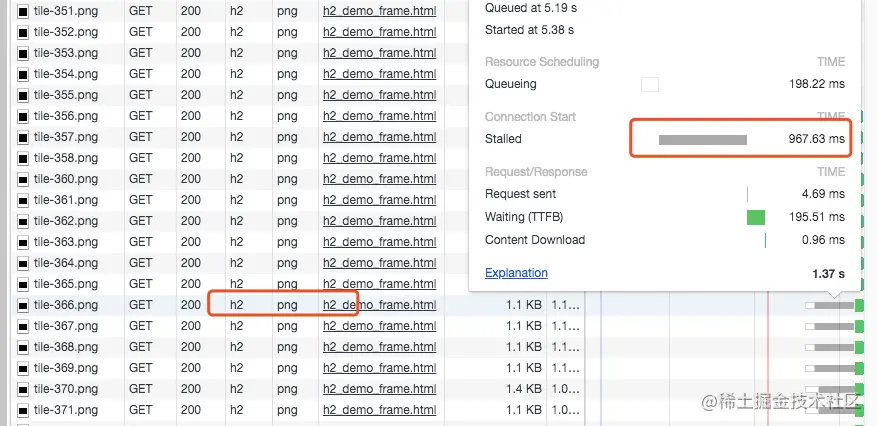 tile-351.png GET 200 h2 png h2_demo_frame.html
tile-352.png GET 200 h2 png h2_demo_frame.html
tile-353.png GET 200 h2 png h2_demo_frame.html
tile-354.png GET 200 h2 png h2_demo_frame.html
tile-355.png GET 200 h2 png h2_demo_frame.html
tile-356.png GET 200 h2 png h2_demo_frame.html
tile-357.png GET 200 h2 png h2_demo_frame.html
tile-358.png GET 200 h2 png h2_demo_frame.html
tile-360.png GET 200 h2 png h2_demo_frame.html
tile-361.png GET 200 h2 png h2_demo_frame.html
tile-362.png GET 200 h2 png h2_demo_frame.html
tile-363.png GET 200 h2 png h2_demo_frame.html
tile-364.png GET 200 h2 png h2_demo_frame.html
tile-365.png GET 200 h2 png h2_demo_frame.html
tile-366.png GET 200 h2 png h2_demo_frame.html 1.1 KB 1.1…
tile-367.png GET 200 h2 png h2_demo_frame.html 1.1 KB 1.1…
tile-368.png GET 200 h2 png h2_demo_frame.html 1.1 KB 1.1…
tile-369.png GET 200 h2 png h2_demo_frame.html 1.1 KB 1.1…
tile-370.png GET 200 h2 png h2_demo_frame.html 1.4 KB 1.0…
tile-371.png GET 200 h2 png h2_demo_frame.html 1.1 KB 1.0…
Queued at 5.19 s
Started at 5.38 s
Resource Scheduling TIME
Queueing 198.22 ms
Connection Start TIME
Stalled 967.63 ms
Request/Response TIME
Request sent 4.69 ms
Waiting (TTFB) 195.51 ms
Content Download 0.96 ms
Explanation 1.37 s
@稀土掘金技术社区